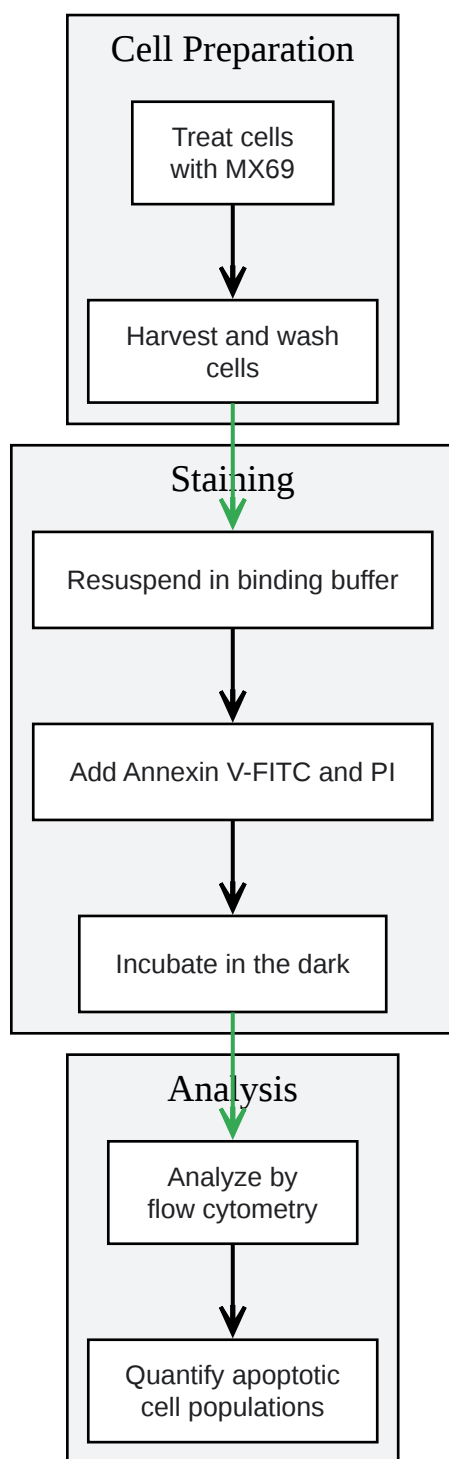 Cell Preparation
Treat cells
with MX69
Harvest and wash
cells
Staining
Resuspend in binding buffer
Add Annexin V-FITC and PI
Incubate in the dark
Analysis
Analyze by
flow cytometry
Quantify apoptotic
cell populations